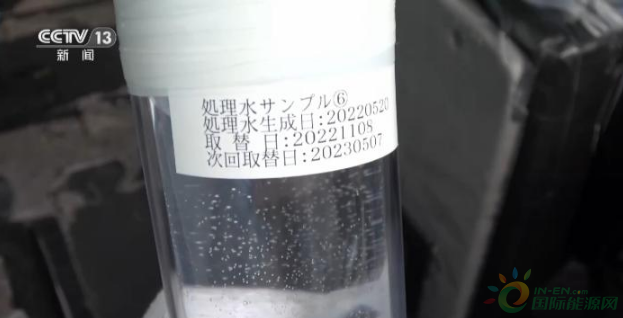 CCTV 13
新闻
処理水サンプル⑥
処理水生成日:20220520
取替 日:20221108
次回取替日:20230507
IN-EN.com
国际能源网